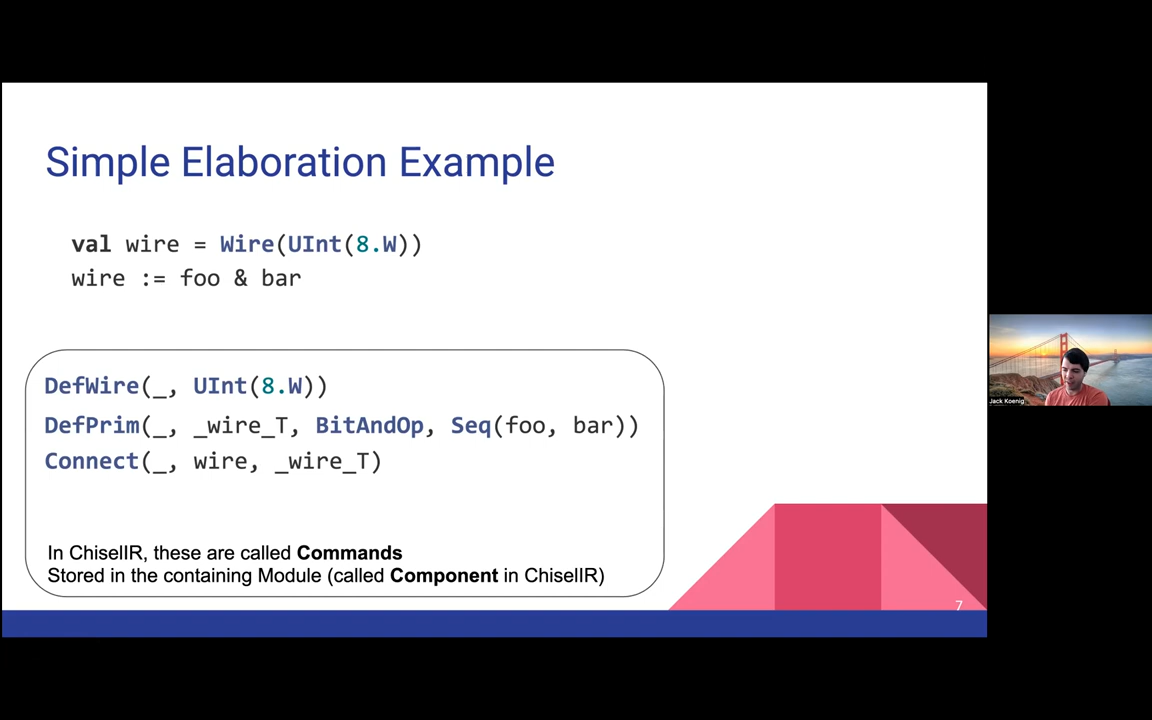 Simple Elaboration Example
val wire = Wire(UInt(8.W))
wire := foo & bar
DefWire(_, UInt(8.W))
DefPrim(_, _wire_T, BitAndOp, Seq(foo, bar))
Connect(_, wire, _wire_T)
In ChiselIR, these are called Commands
Stored in the containing Module (called Component in ChiselIR)
7
Jack Koenig